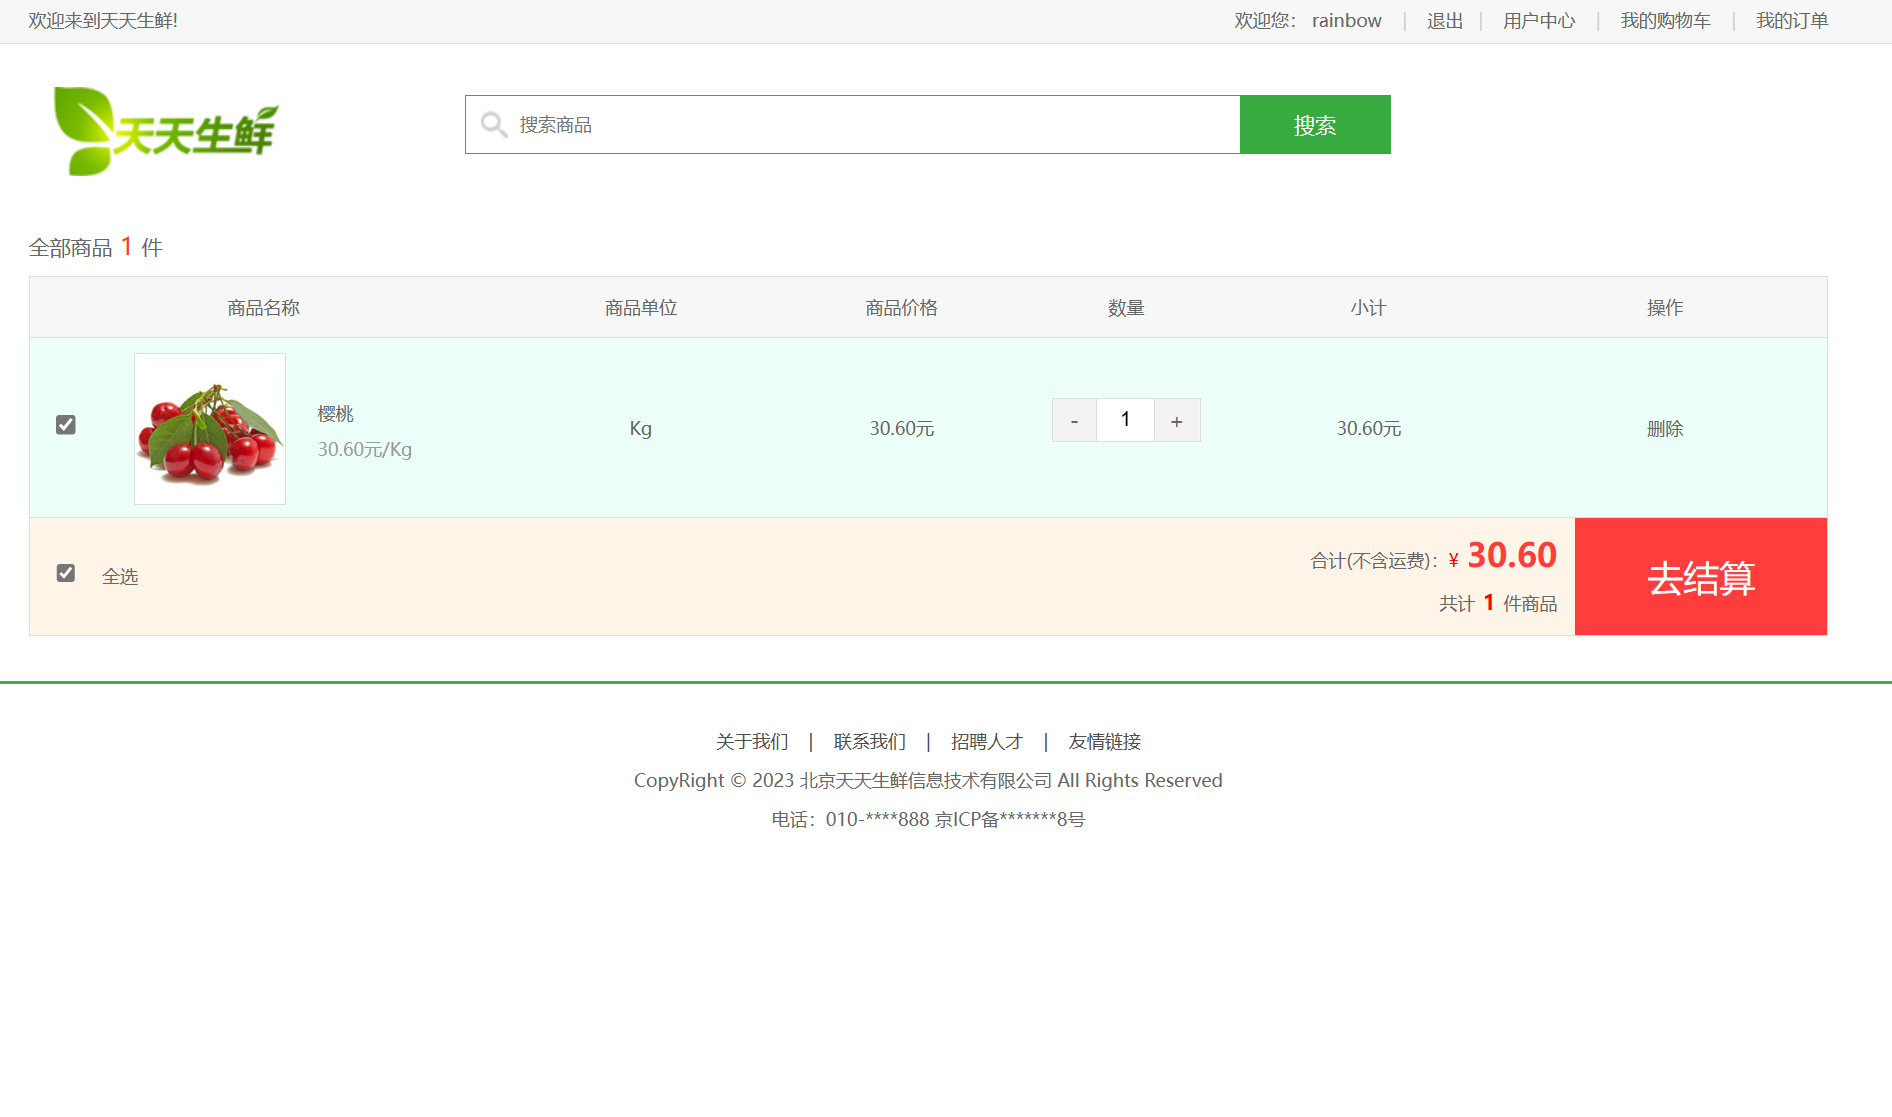 欢迎来到天天生鲜!
欢迎您： rainbow | 退出 | 用户中心 | 我的购物车 | 我的订单
天天生鲜
搜索商品
搜索
全部商品 1 件
商品名称 商品单位 商品价格 数量 小计 操作
樱桃
30.60元/Kg
Kg 30.60元 - 1 + 30.60元 删除
全选
合计(不含运费)：¥ 30.60
共计 1 件商品
去结算
关于我们 | 联系我们 | 招聘人才 | 友情链接
CopyRight © 2023 北京天天生鲜信息技术有限公司 All Rights Reserved
电话：010-****888 京ICP备*******8号